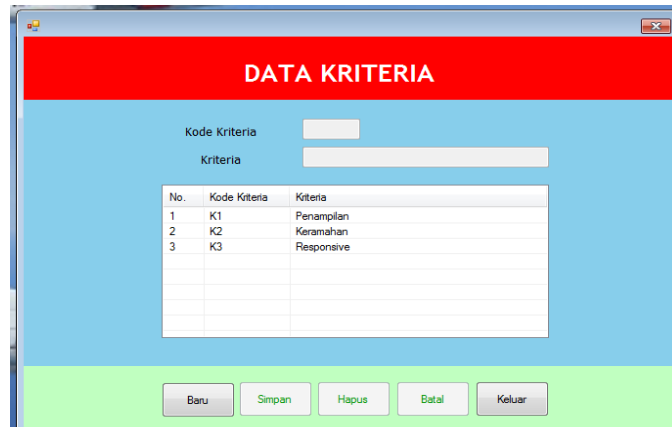 DATA KRITERIA
Kode Kriteria
Kriteria
No. Kode Kriteria Kriteria
1 K1 Penampilan
2 K2 Keramahan
3 K3 Responsive
Baru Simpan Hapus Batal Keluar